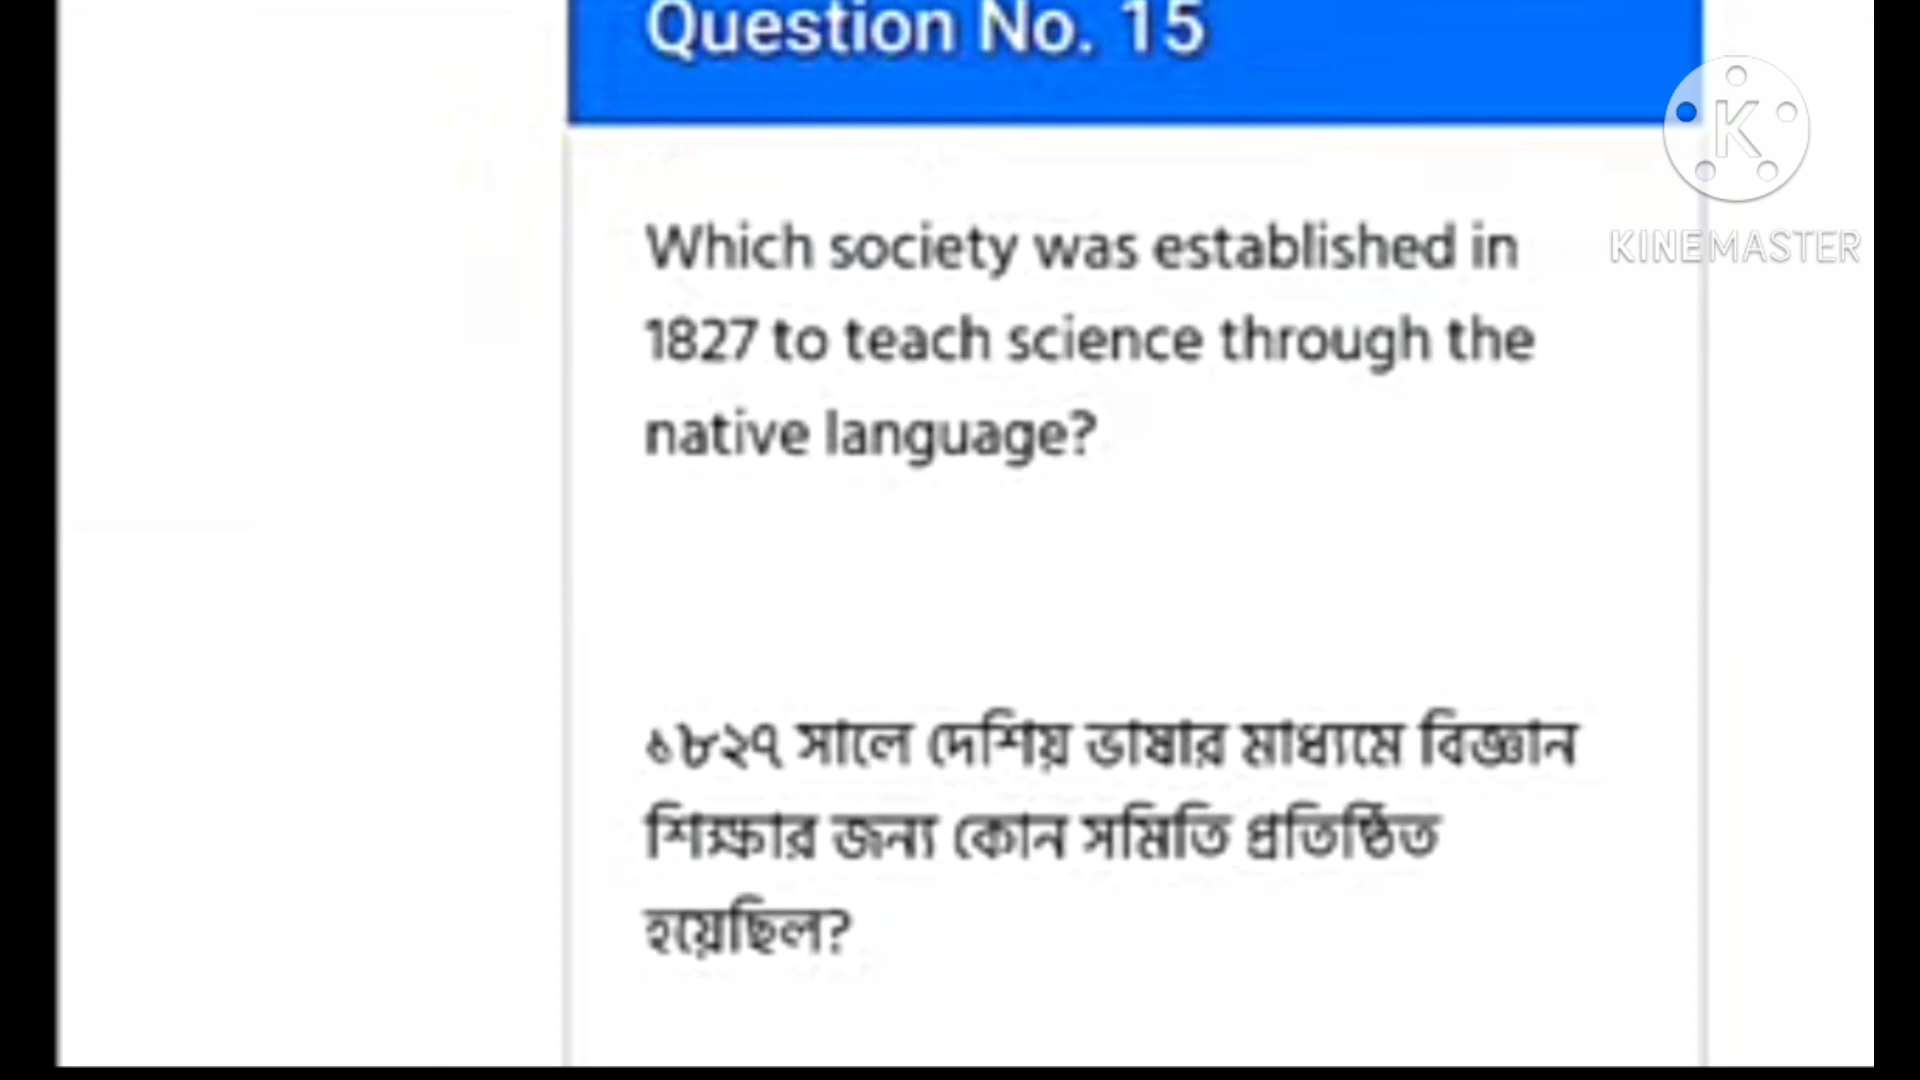 Question No. 15
K
KINEMASTER
Which society was established in
1827 to teach science through the
native language?
১৮২৭ সালে দেশিয় ভাষার মাধ্যমে বিজ্ঞান
শিক্ষার জন্য কোন সমিতি প্রতিষ্ঠিত
হয়েছিল?